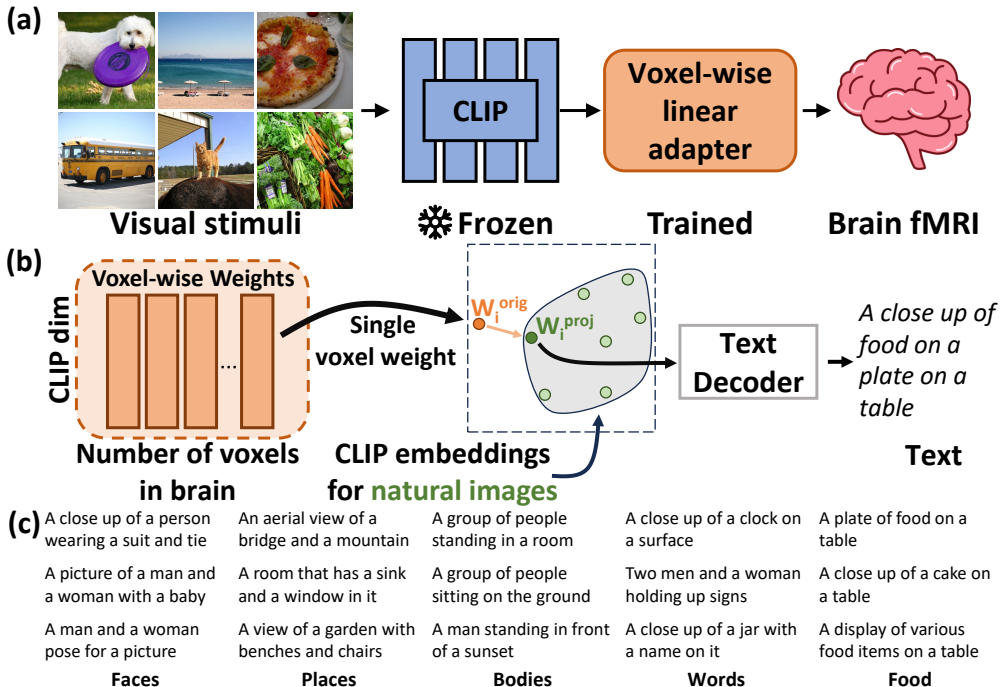 (a)
CLIP
Voxel-wise
linear
adapter
Visual stimuli
Frozen
Trained
Brain fMRI
(b)
Voxel-wise Weights
CLIP dim
...
Number of voxels
in brain
Single
voxel weight
W_i^orig
W_i^proj
CLIP embeddings
for natural images
Text
Decoder
A close up of
food on a
plate on a
table
Text
(c)
A close up of a person
wearing a suit and tie
A picture of a man and
a woman with a baby
A man and a woman
pose for a picture
Faces
An aerial view of a
bridge and a mountain
A room that has a sink
and a window in it
A view of a garden with
benches and chairs
Places
A group of people
standing in a room
A group of people
sitting on the ground
A man standing in front
of a sunset
Bodies
A close up of a clock on
a surface
Two men and a woman
holding up signs
A close up of a jar with
a name on it
Words
A plate of food on a
table
A close up of a cake on
a table
A display of various
food items on a table
Food